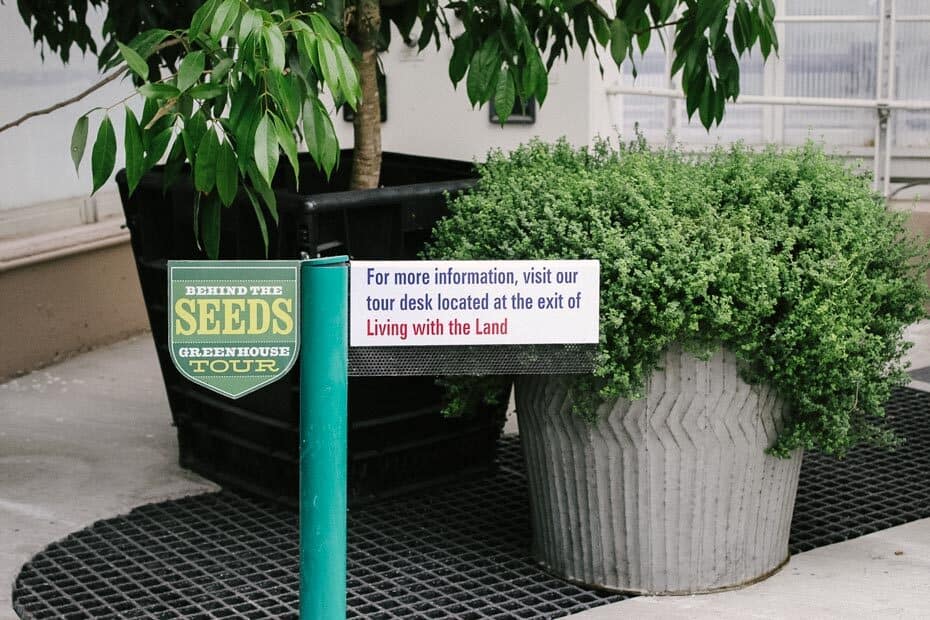 BEHIND THE
SEEDS
GREENHOUSE
TOUR
For more information, visit our
tour desk located at the exit of
Living with the Land